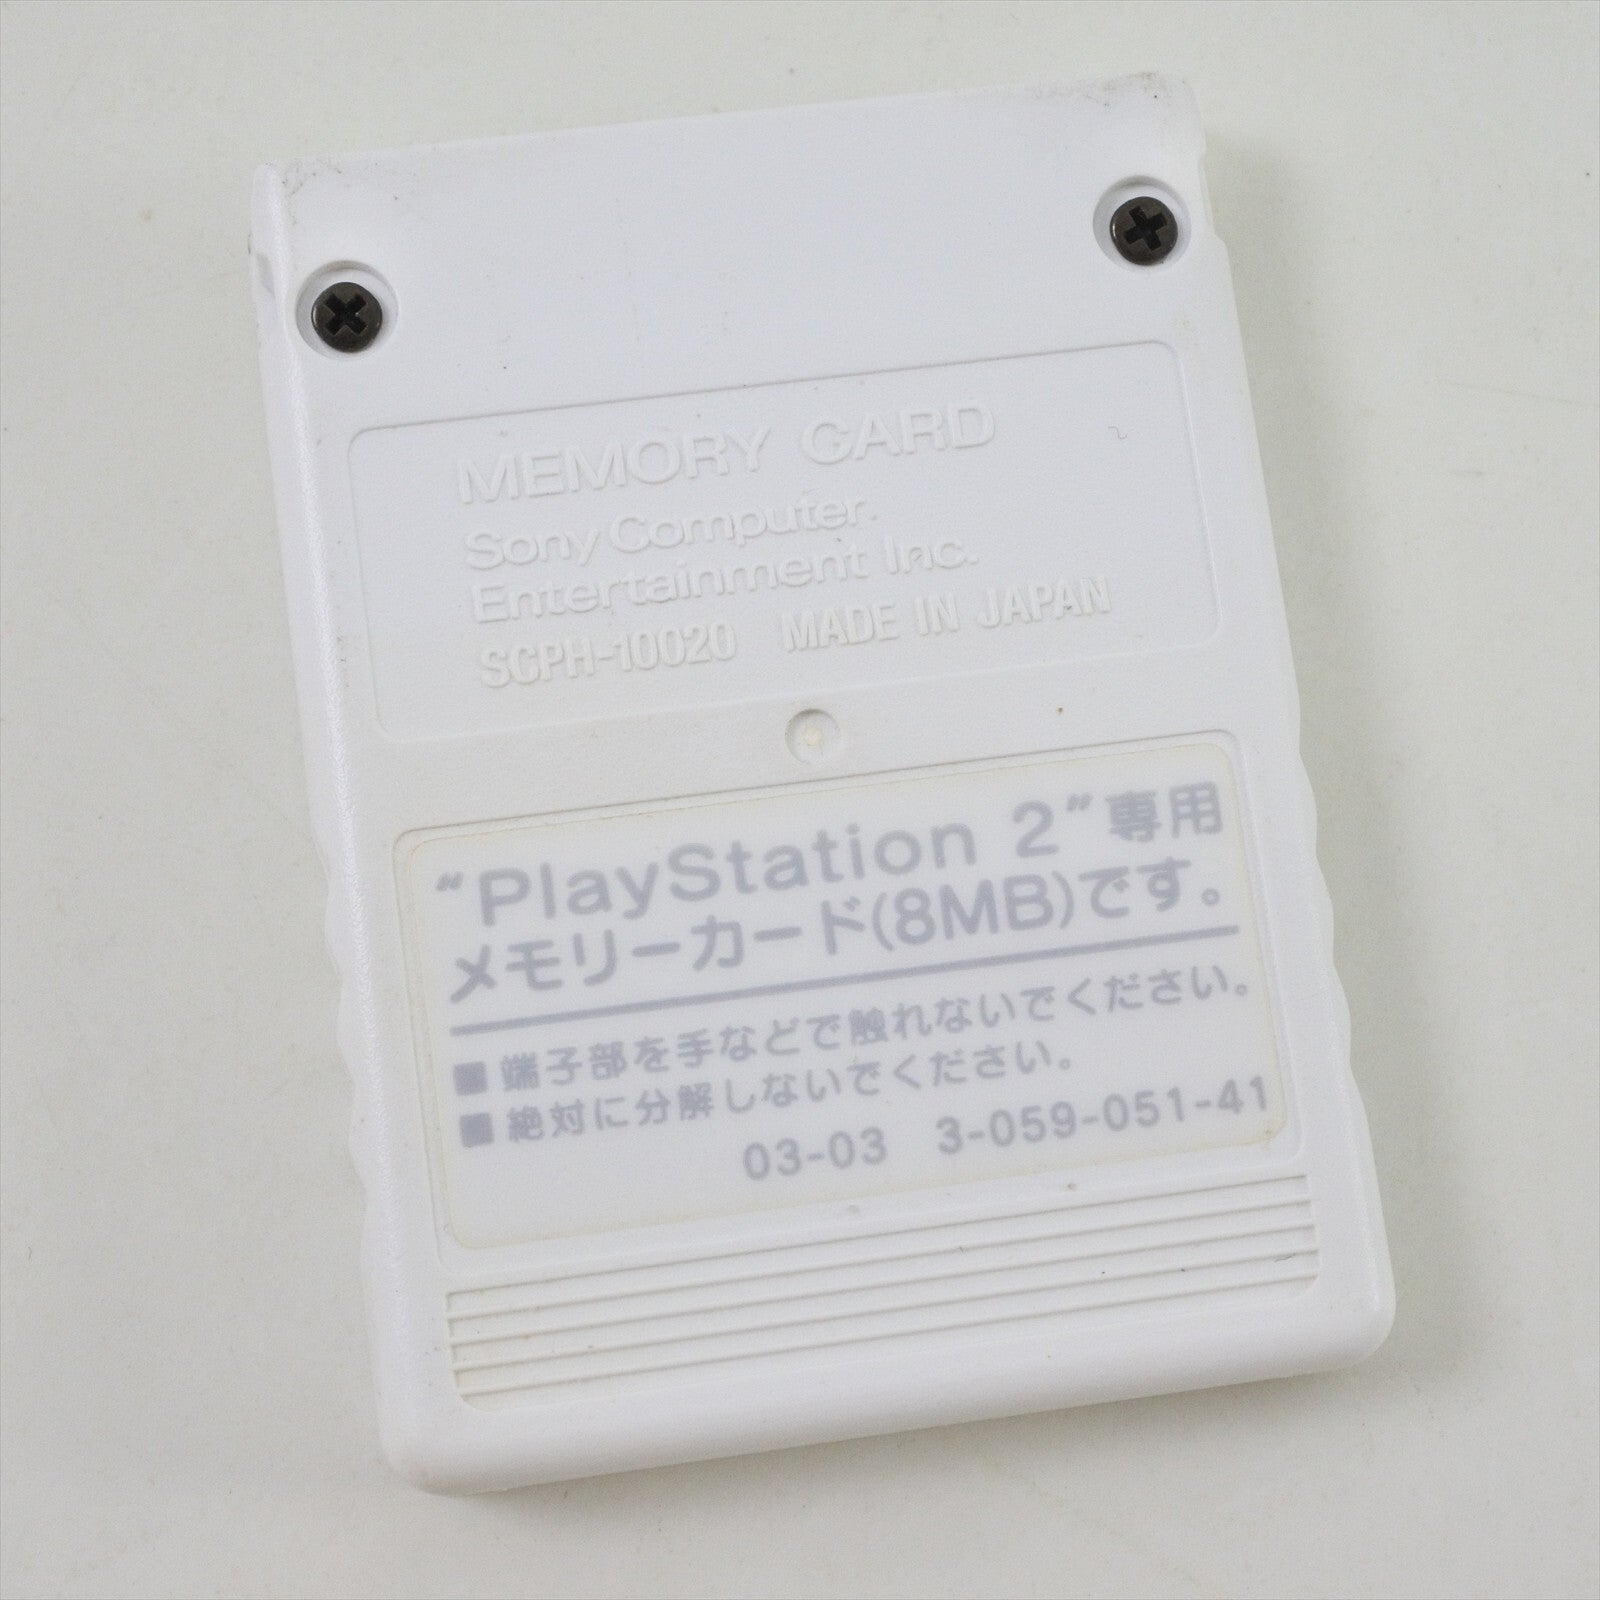 MEMORY CARD
Sony Computer
Entertainment Inc.
SCPH-10020 MADE IN JAPAN
“PlayStation 2”専用
メモリーカード(8MB)です。
■ 端子部を手などで触れないでください。
■ 絶対に分解しないでください。
03-03 3-059-051-41